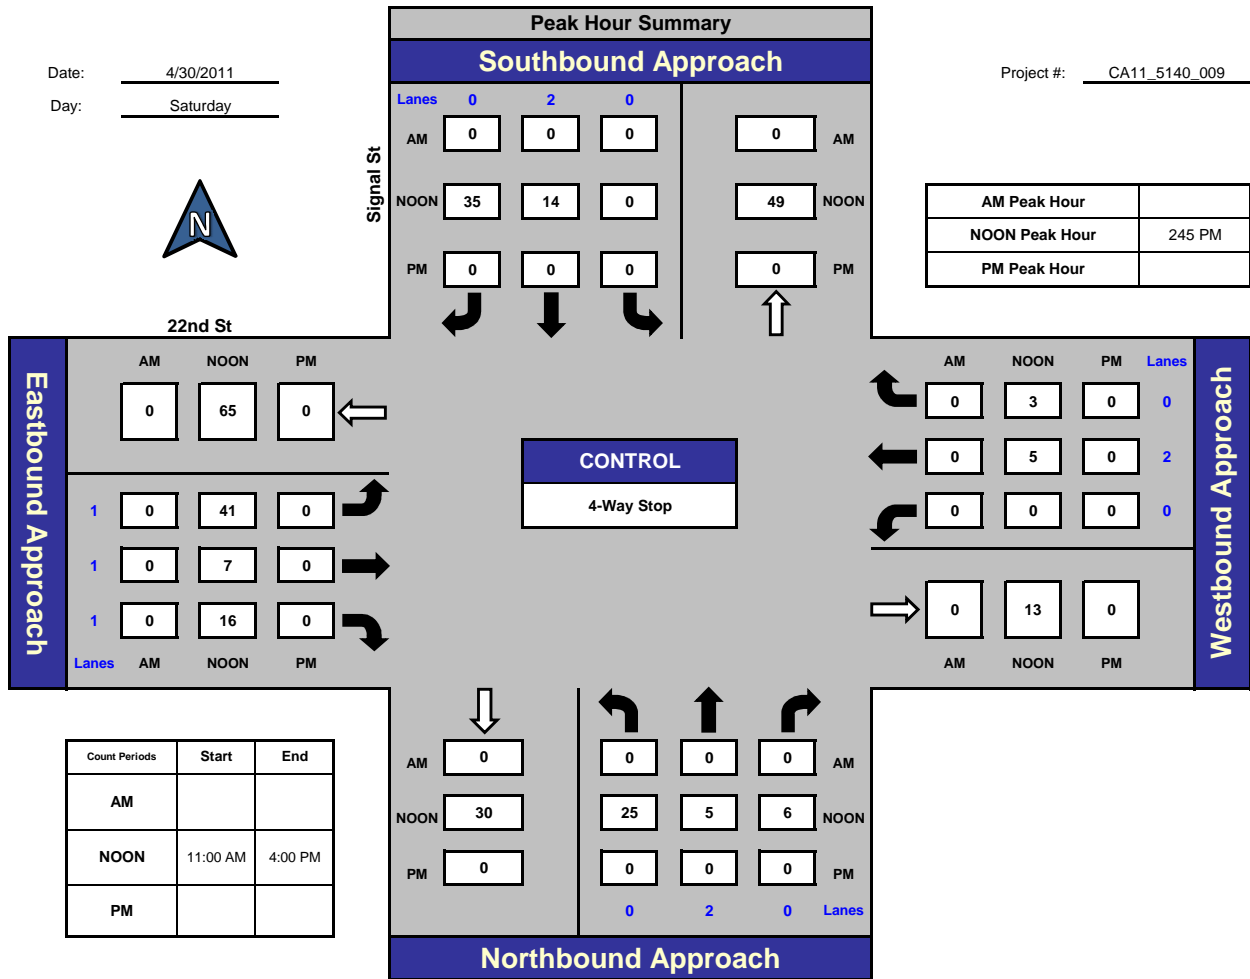 Peak Hour Summary
Southbound Approach
Date: 4/30/2011
Project #: CA11_5140_009
Day: Saturday
Lanes 0 2 0
AM 0 0 0 0 AM
Signal St
NOON 35 14 0 49 NOON
PM 0 0 0 0 PM
N
AM Peak Hour
NOON Peak Hour 245 PM
PM Peak Hour
22nd St
Eastbound Approach
AM NOON PM
0 65 0
1 0 41 0
1 0 7 0
1 0 16 0
Lanes AM NOON PM
CONTROL
4-Way Stop
AM NOON PM Lanes
0 3 0 0
0 5 0 2
0 0 0 0
0 13 0
AM NOON PM
Westbound Approach
Count Periods Start End
AM
NOON 11:00 AM 4:00 PM
PM
AM 0 0 0 0 AM
NOON 30 25 5 6 NOON
PM 0 0 0 0 PM
0 2 0 Lanes
Northbound Approach